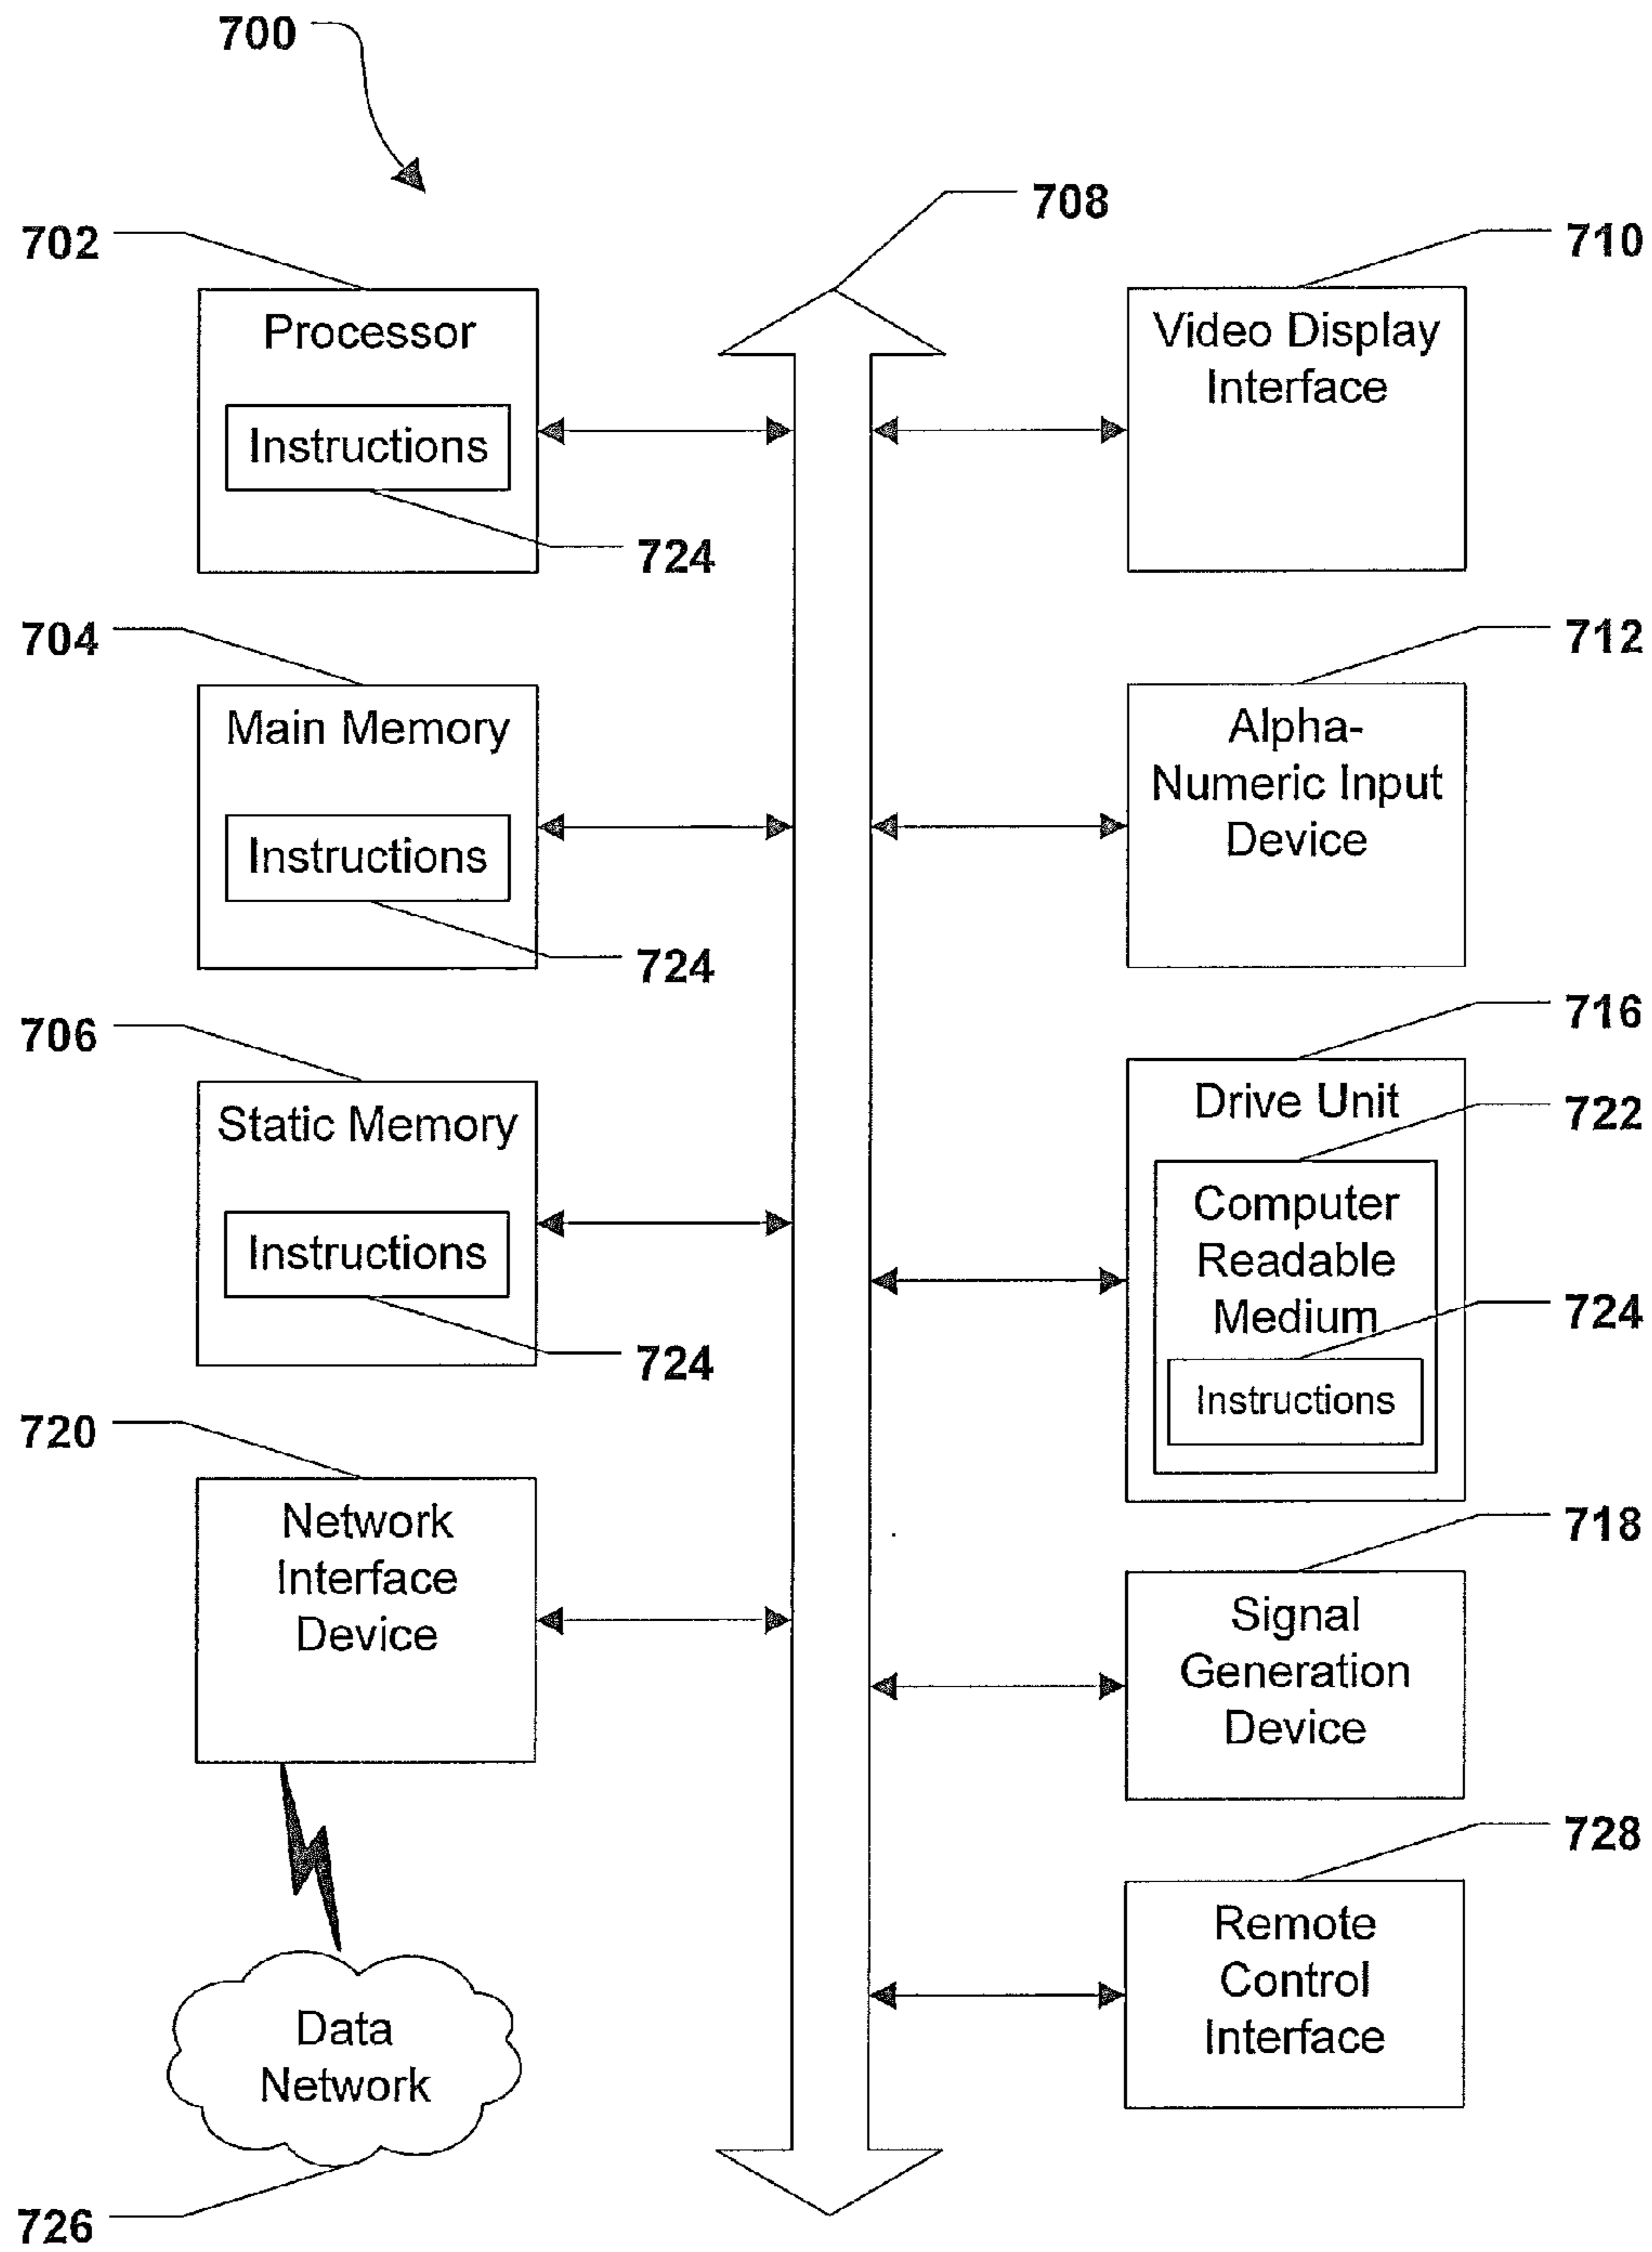 700
708
702
Processor
Instructions
724
704
Main Memory
Instructions
724
706
Static Memory
Instructions
724
720
Network
Interface
Device
Data
Network
726
710
Video Display
Interface
712
Alpha-
Numeric Input
Device
716
Drive Unit
722
Computer
Readable
Medium
724
Instructions
718
Signal
Generation
Device
728
Remote
Control
Interface